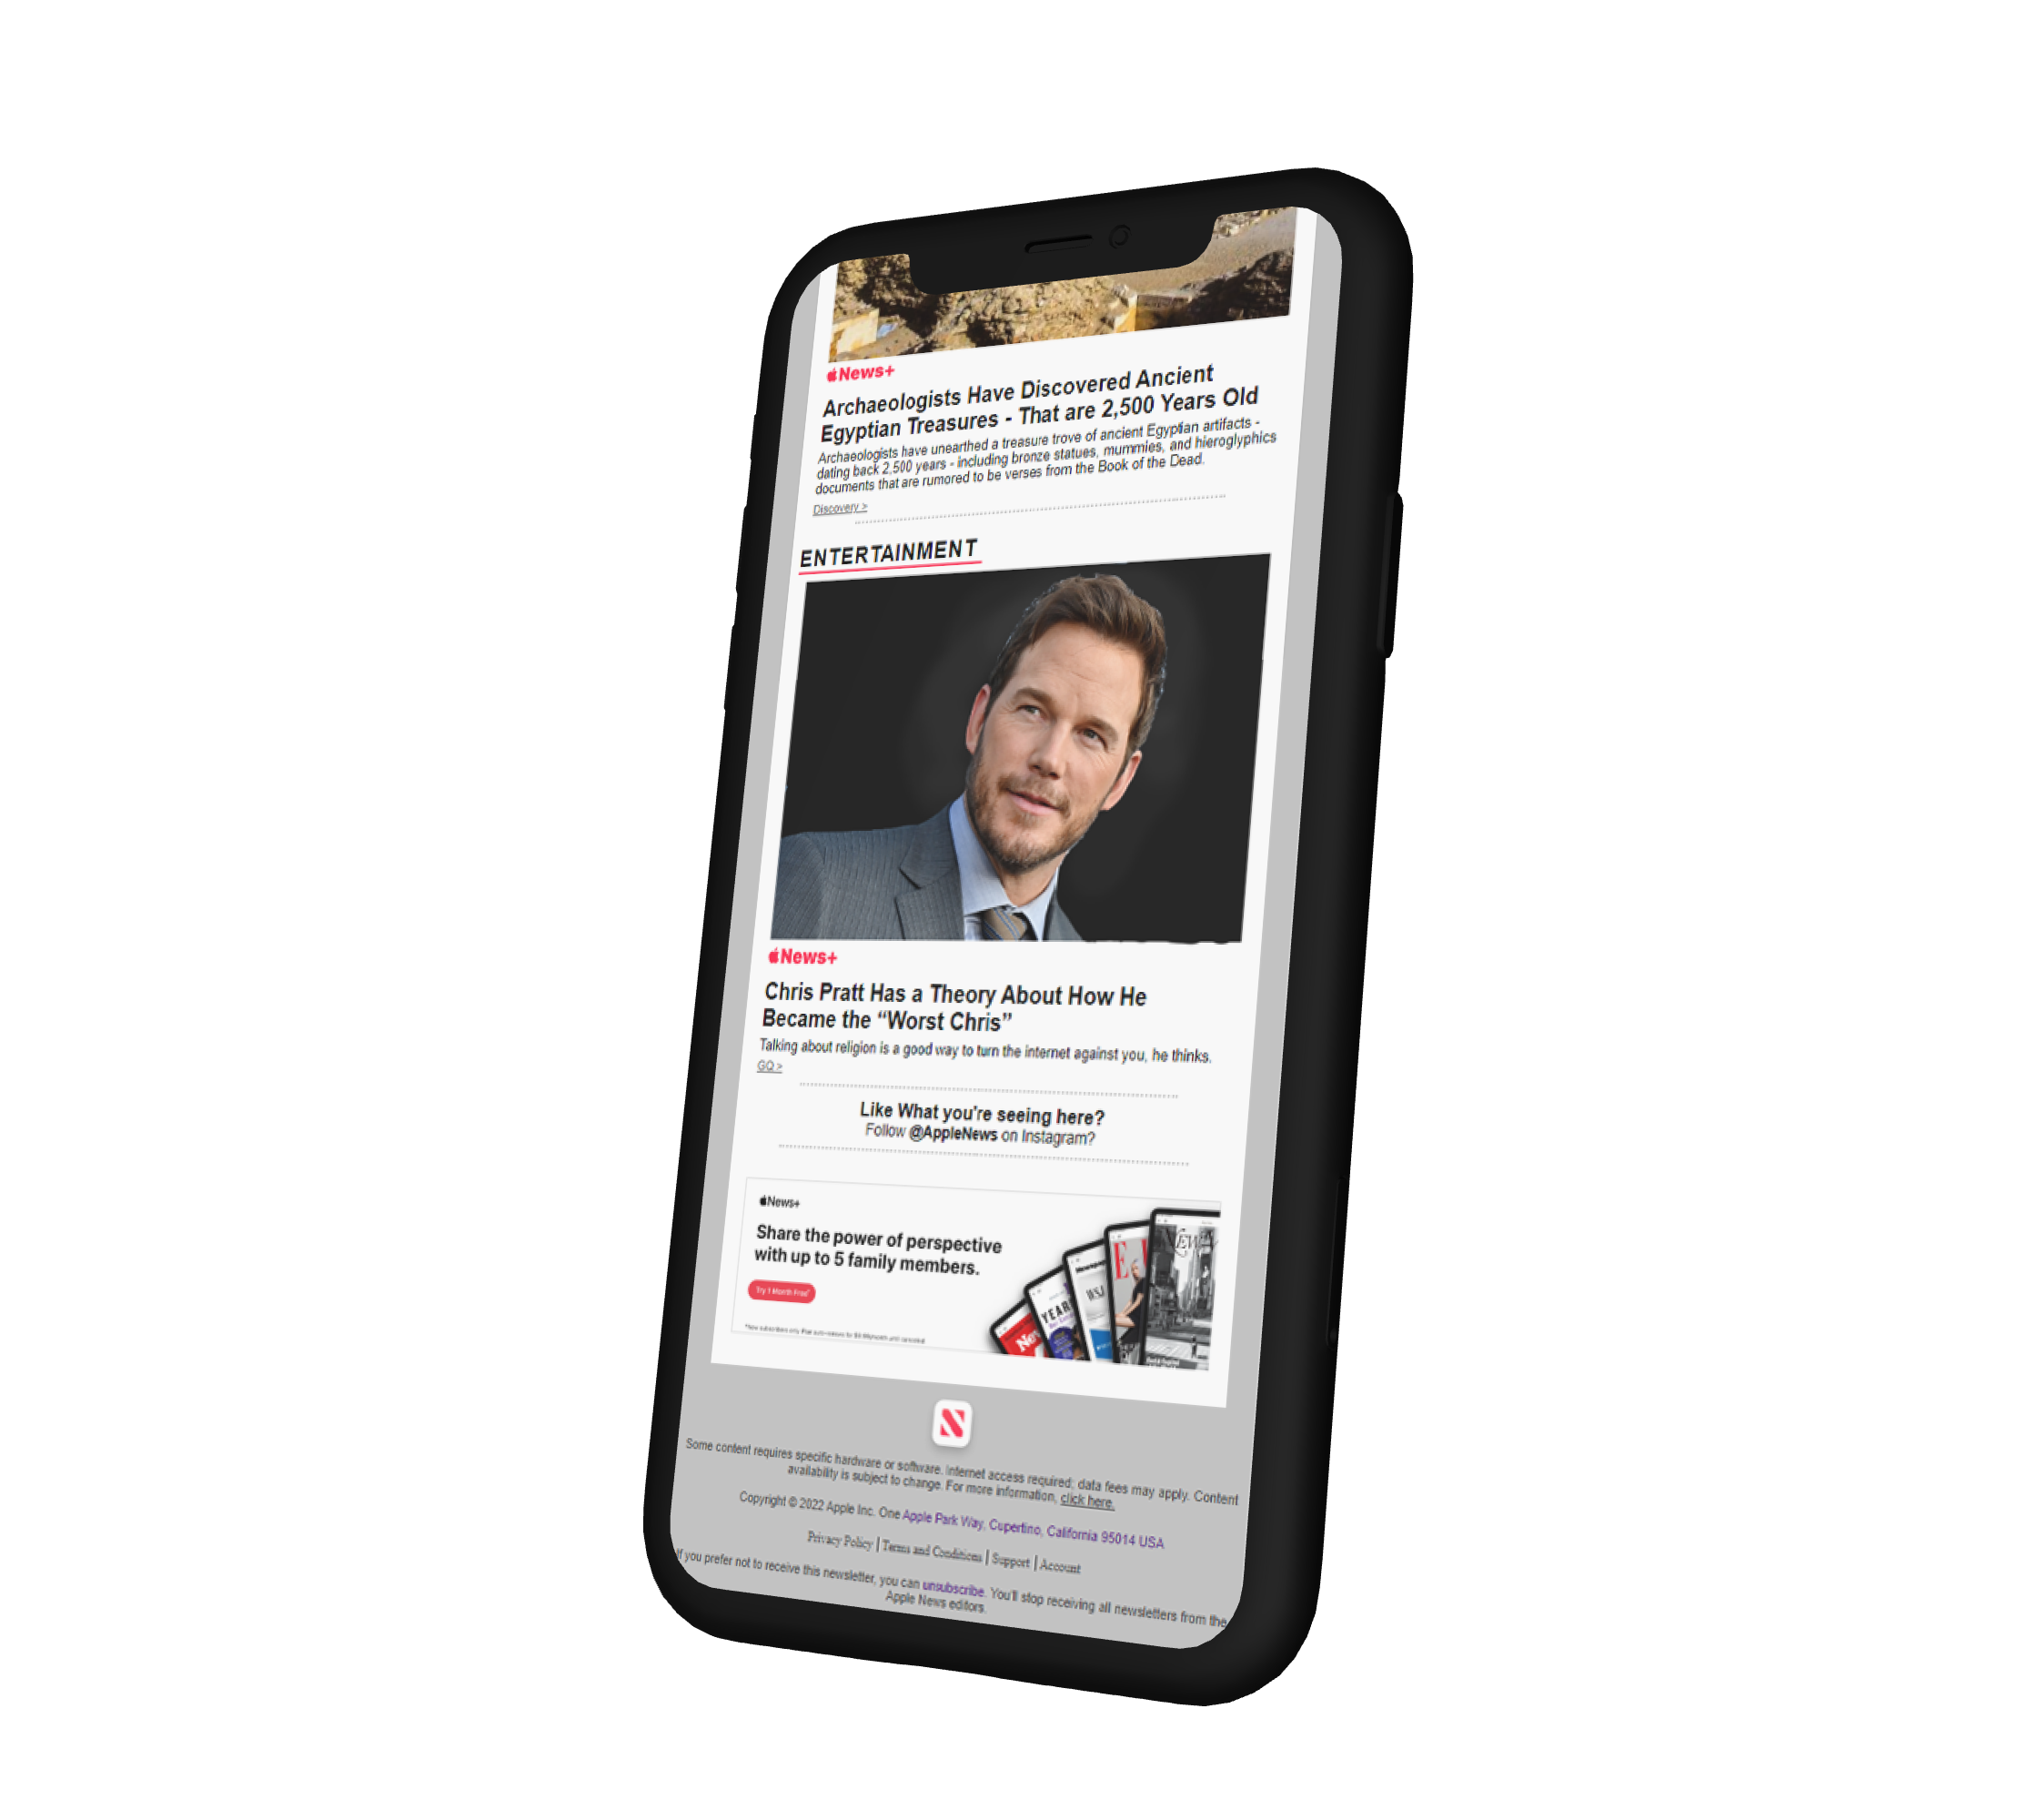 News+
Archaeologists Have Discovered Ancient
Egyptian Treasures - That are 2,500 Years Old
Archaeologists have unearthed a treasure trove of ancient Egyptian artifacts -
dating back 2,500 years - including bronze statues, mummies, and hieroglyphics
documents that are rumored to be verses from the Book of the Dead.
Discovery >
ENTERTAINMENT
News+
Chris Pratt Has a Theory About How He
Became the “Worst Chris”
Talking about religion is a good way to turn the internet against you, he thinks.
GQ >
Like What you're seeing here?
Follow @AppleNews on Instagram?
News+
Share the power of perspective
with up to 5 family members.
Try 1 Month Free*
YEAR
WSJ
Some content requires specific hardware or software. Internet access required; data fees may apply. Content
availability is subject to change. For more information, click here.
Copyright © 2022 Apple Inc. One Apple Park Way, Cupertino, California 95014 USA
Privacy Policy | Terms and Conditions | Support | Account
If you prefer not to receive this newsletter, you can unsubscribe. You'll stop receiving all newsletters from the
Apple News editors.